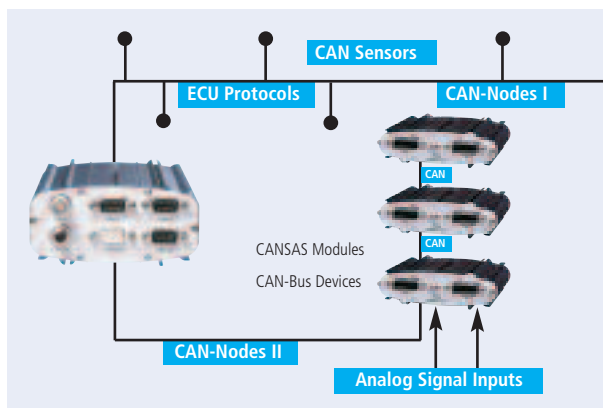 CAN Sensors
ECU Protocols
CAN-Nodes I
CAN
CAN
CANSAS Modules
CAN-Bus Devices
CAN-Nodes II
Analog Signal Inputs